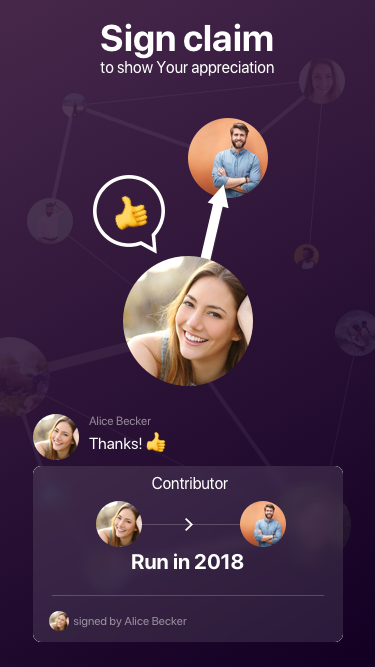 Sign claim
to show Your appreciation
Alice Becker
Thanks! 👍
Contributor
Run in 2018
signed by Alice Becker